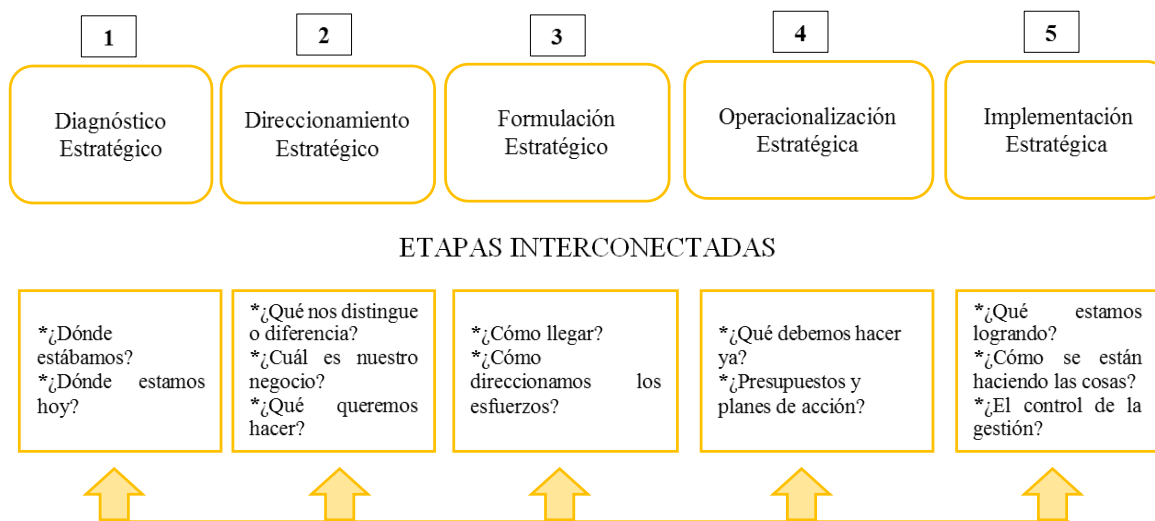 1
2
3
4
5
Diagnóstico
Estratégico
Direccionamiento
Estratégico
Formulación
Estratégico
Operacionalización
Estratégica
Implementación
Estratégica
ETAPAS INTERCONECTADAS
*¿Dónde
estábamos?
*¿Dónde estamos
hoy?
*¿Qué nos distingue
o diferencia?
*¿Cuál es nuestro
negocio?
*¿Qué queremos
hacer?
*¿Cómo llegar?
*¿Cómo
direccionamos los
esfuerzos?
*¿Qué debemos hacer
ya?
*¿Presupuestos y
planes de acción?
*¿Qué estamos
logrando?
*¿Cómo se están
haciendo las cosas?
*¿El control de la
gestión?